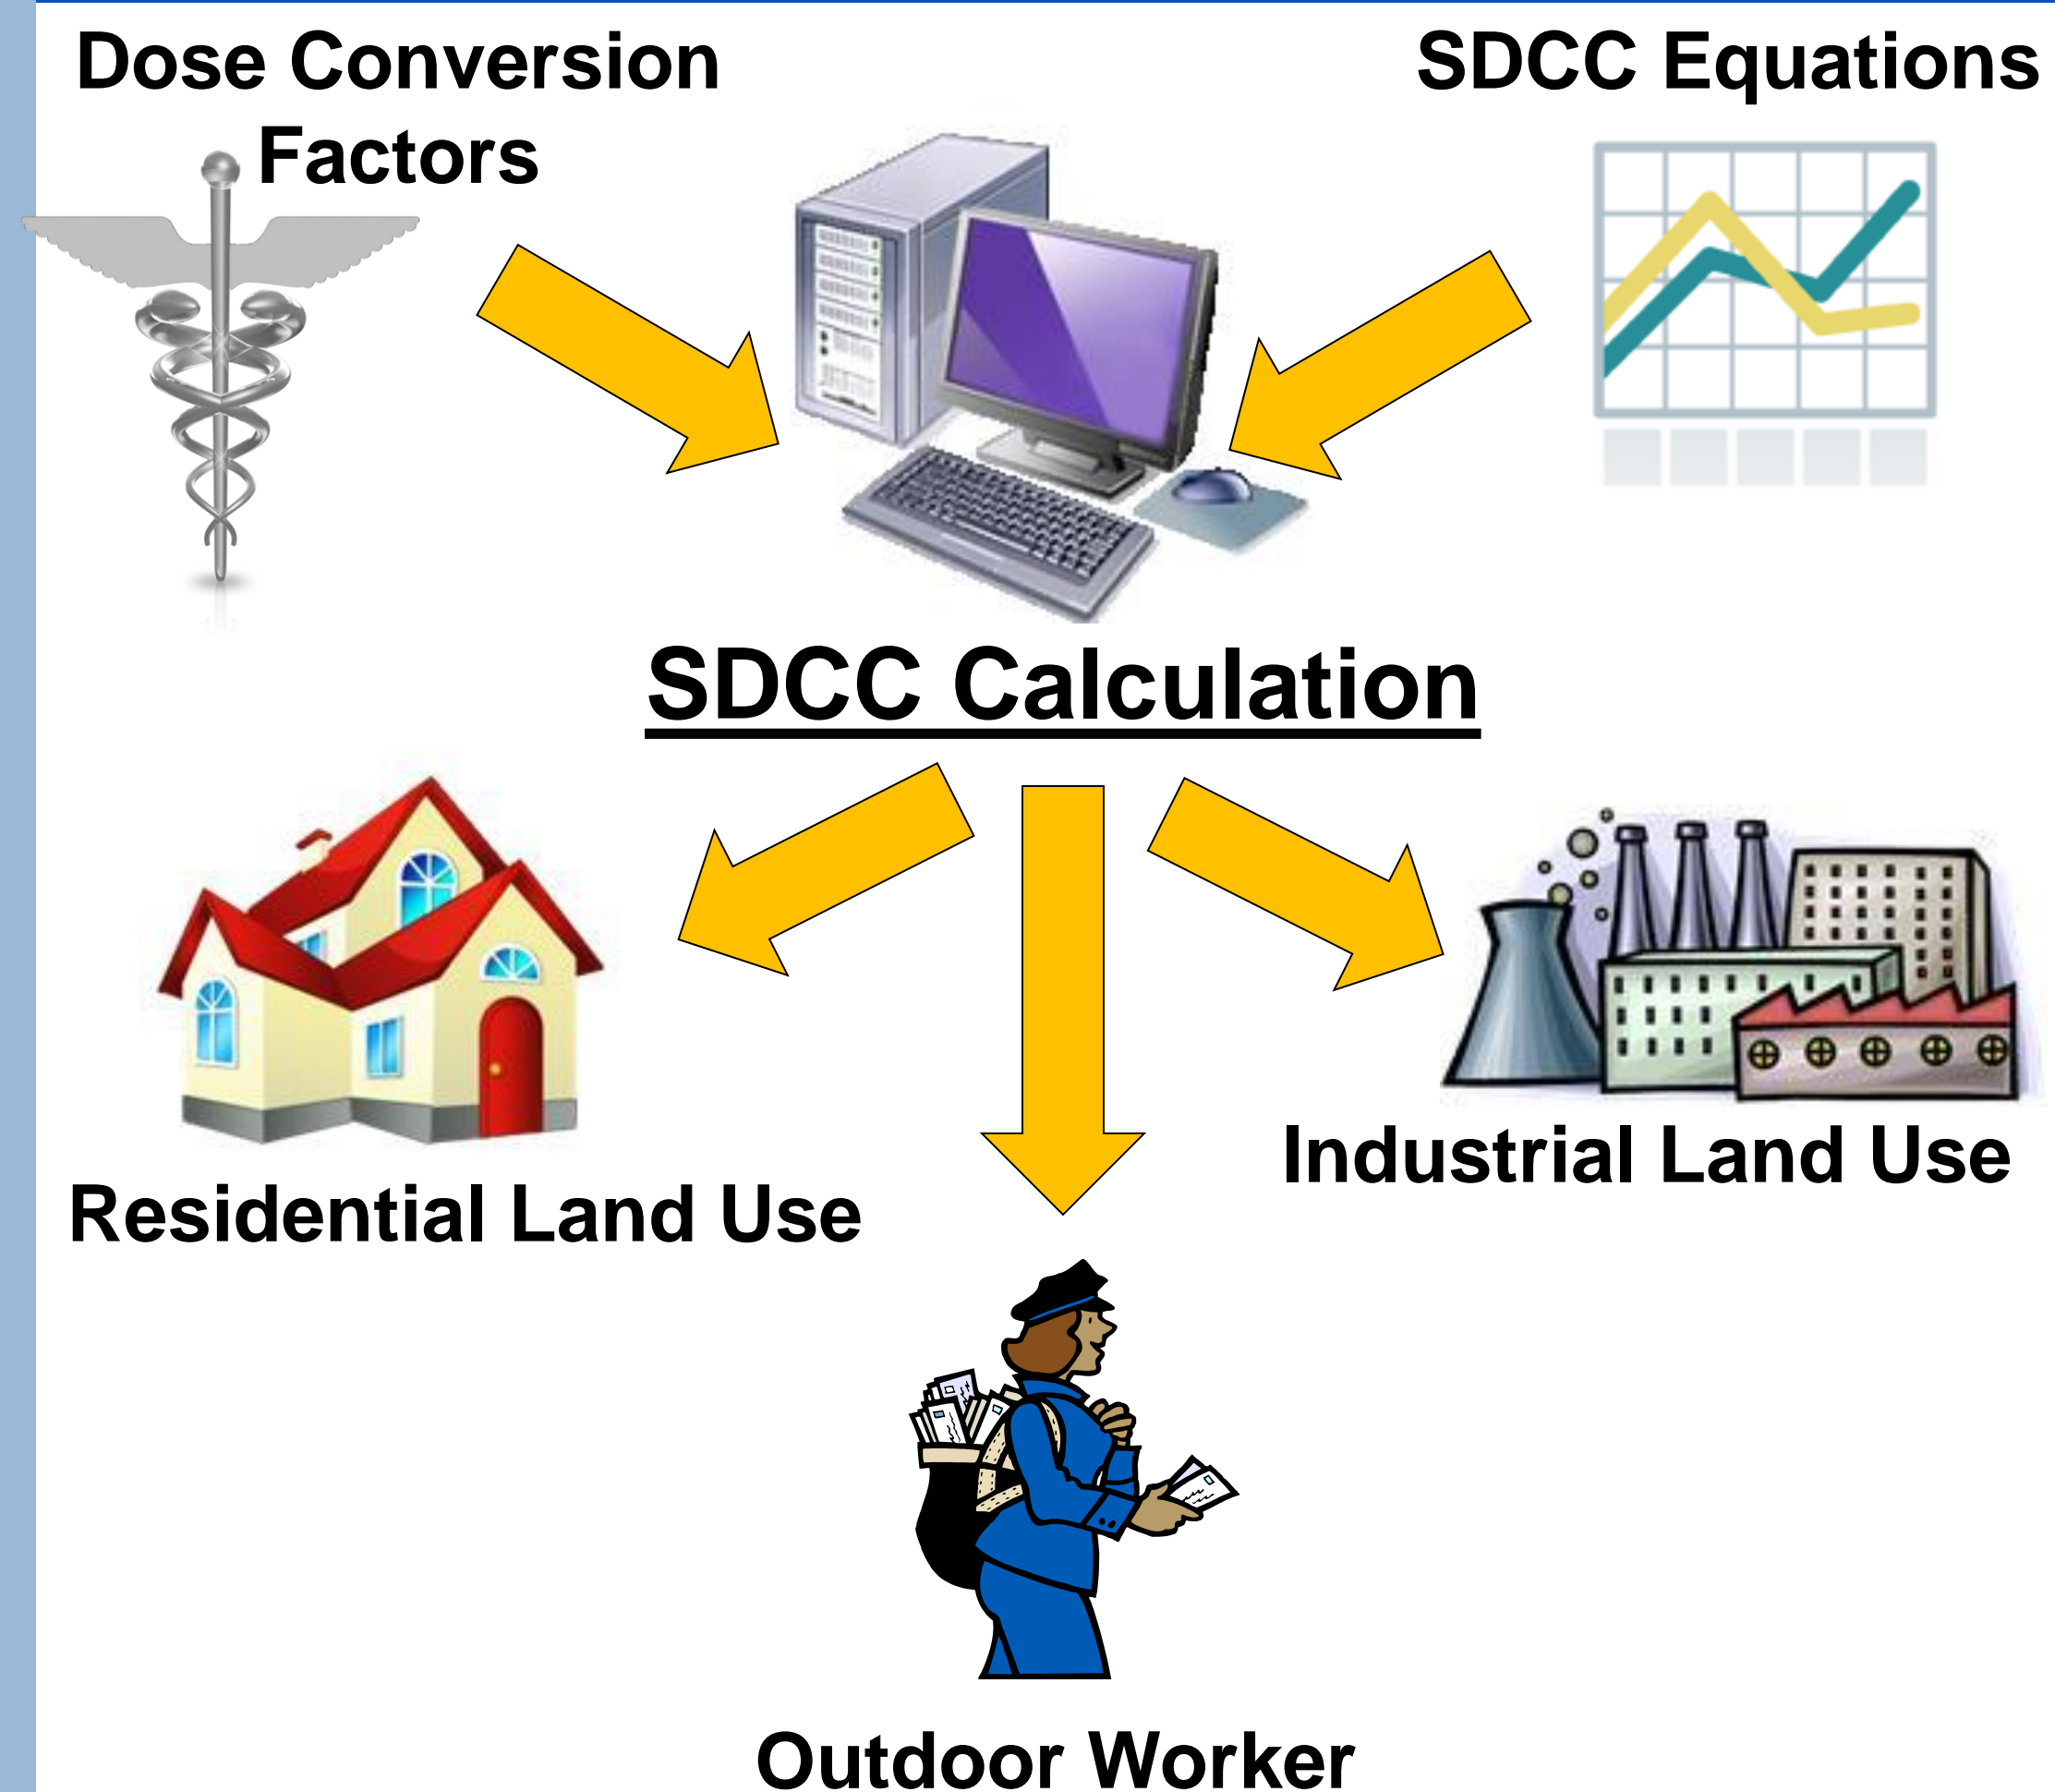 Dose Conversion
Factors
SDCC Equations
SDCC Calculation
Residential Land Use
Industrial Land Use
Outdoor Worker